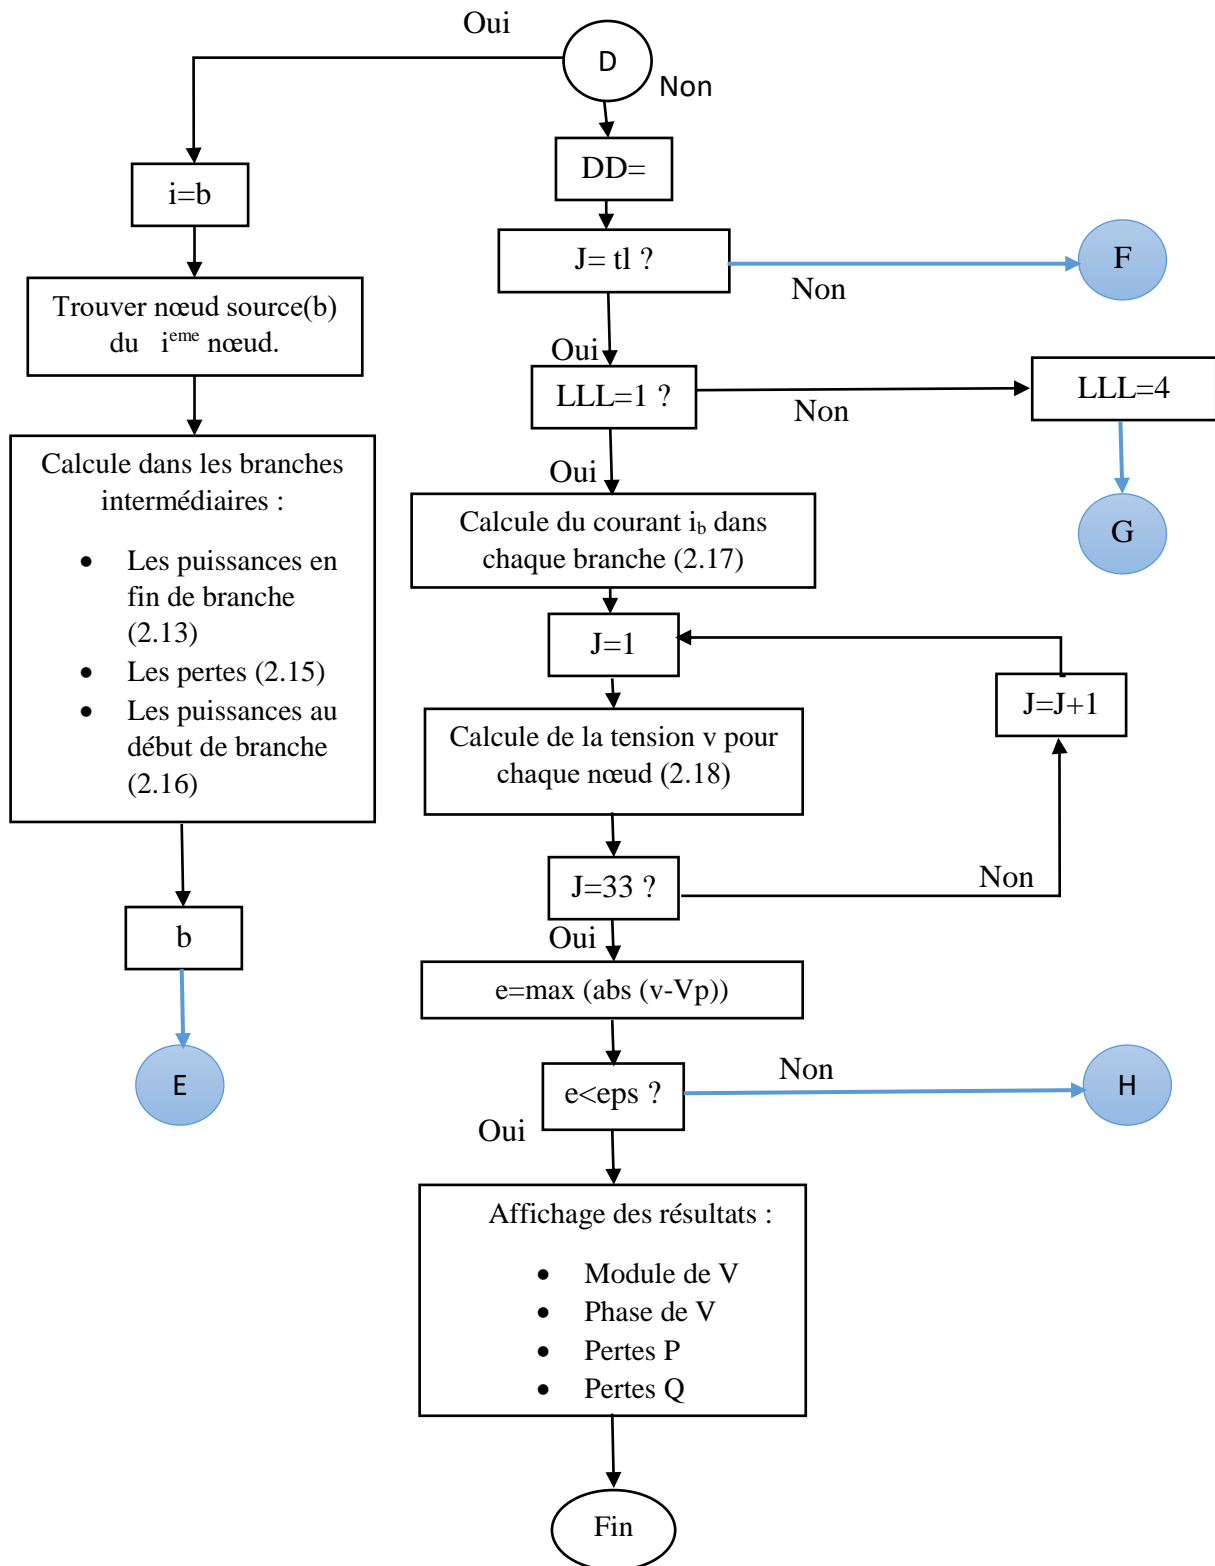 Oui
D
Non
i=b
DD=
J= tl ?
Non
F
Trouver nœud source(b)
du i^eme nœud.
Oui
LLL=1 ?
Non
LLL=4
Calcule dans les branches
intermédiaires :
• Les puissances en
fin de branche
(2.13)
• Les pertes (2.15)
• Les puissances au
début de branche
(2.16)
Oui
Calcule du courant i_b dans
chaque branche (2.17)
G
J=1
J=J+1
Calcule de la tension v pour
chaque nœud (2.18)
J=33 ?
Non
b
Oui
e=max (abs (v-Vp))
E
e<eps ?
Non
H
Oui
Affichage des résultats :
• Module de V
• Phase de V
• Pertes P
• Pertes Q
Fin